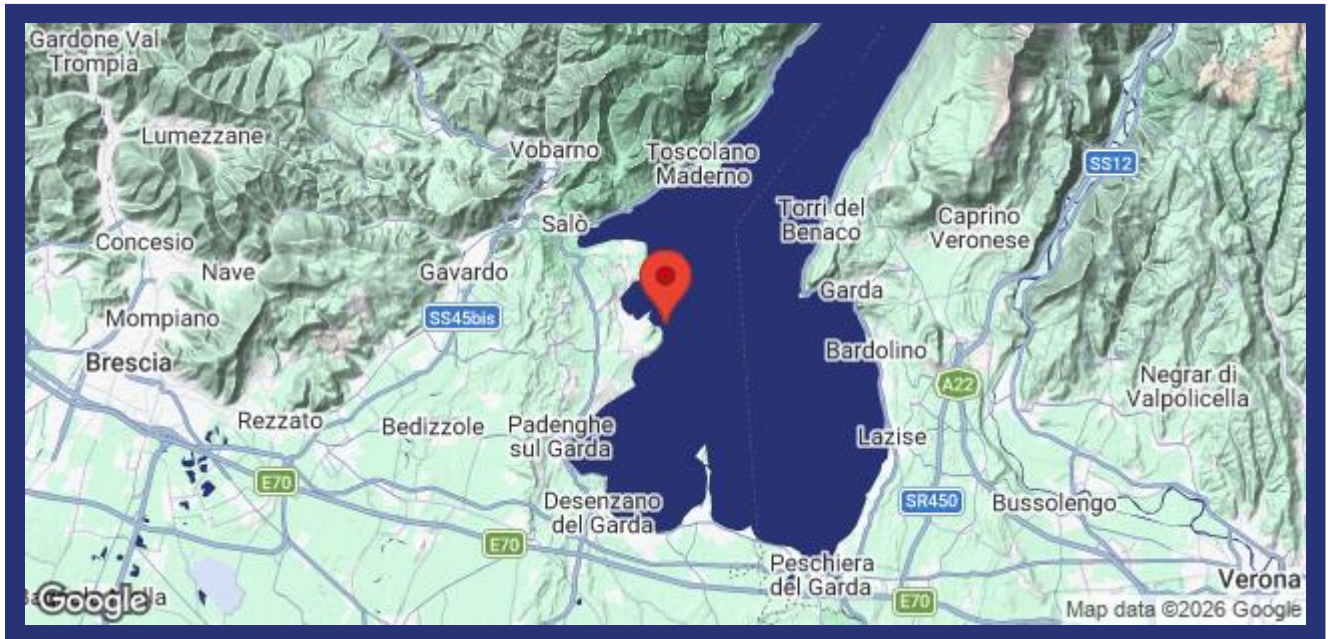 Gardone Val
Trompia
Lumezzane
Vobarno
Toscolano
Maderno
SS12
Salò
Torri del
Benaco
Caprino
Veronese
Concesio
Nave
Gavardo
Garda
Mompiano
SS45bis
Brescia
Bardolino
A22
Negrar di
Valpolicella
Rezzato
Bedizzole
Padenghe
sul Garda
Lazise
E70
Desenzano
del Garda
SR450
Bussolengo
E70
Peschiera
del Garda
Verona
E70
Google
Map data ©2026 Google